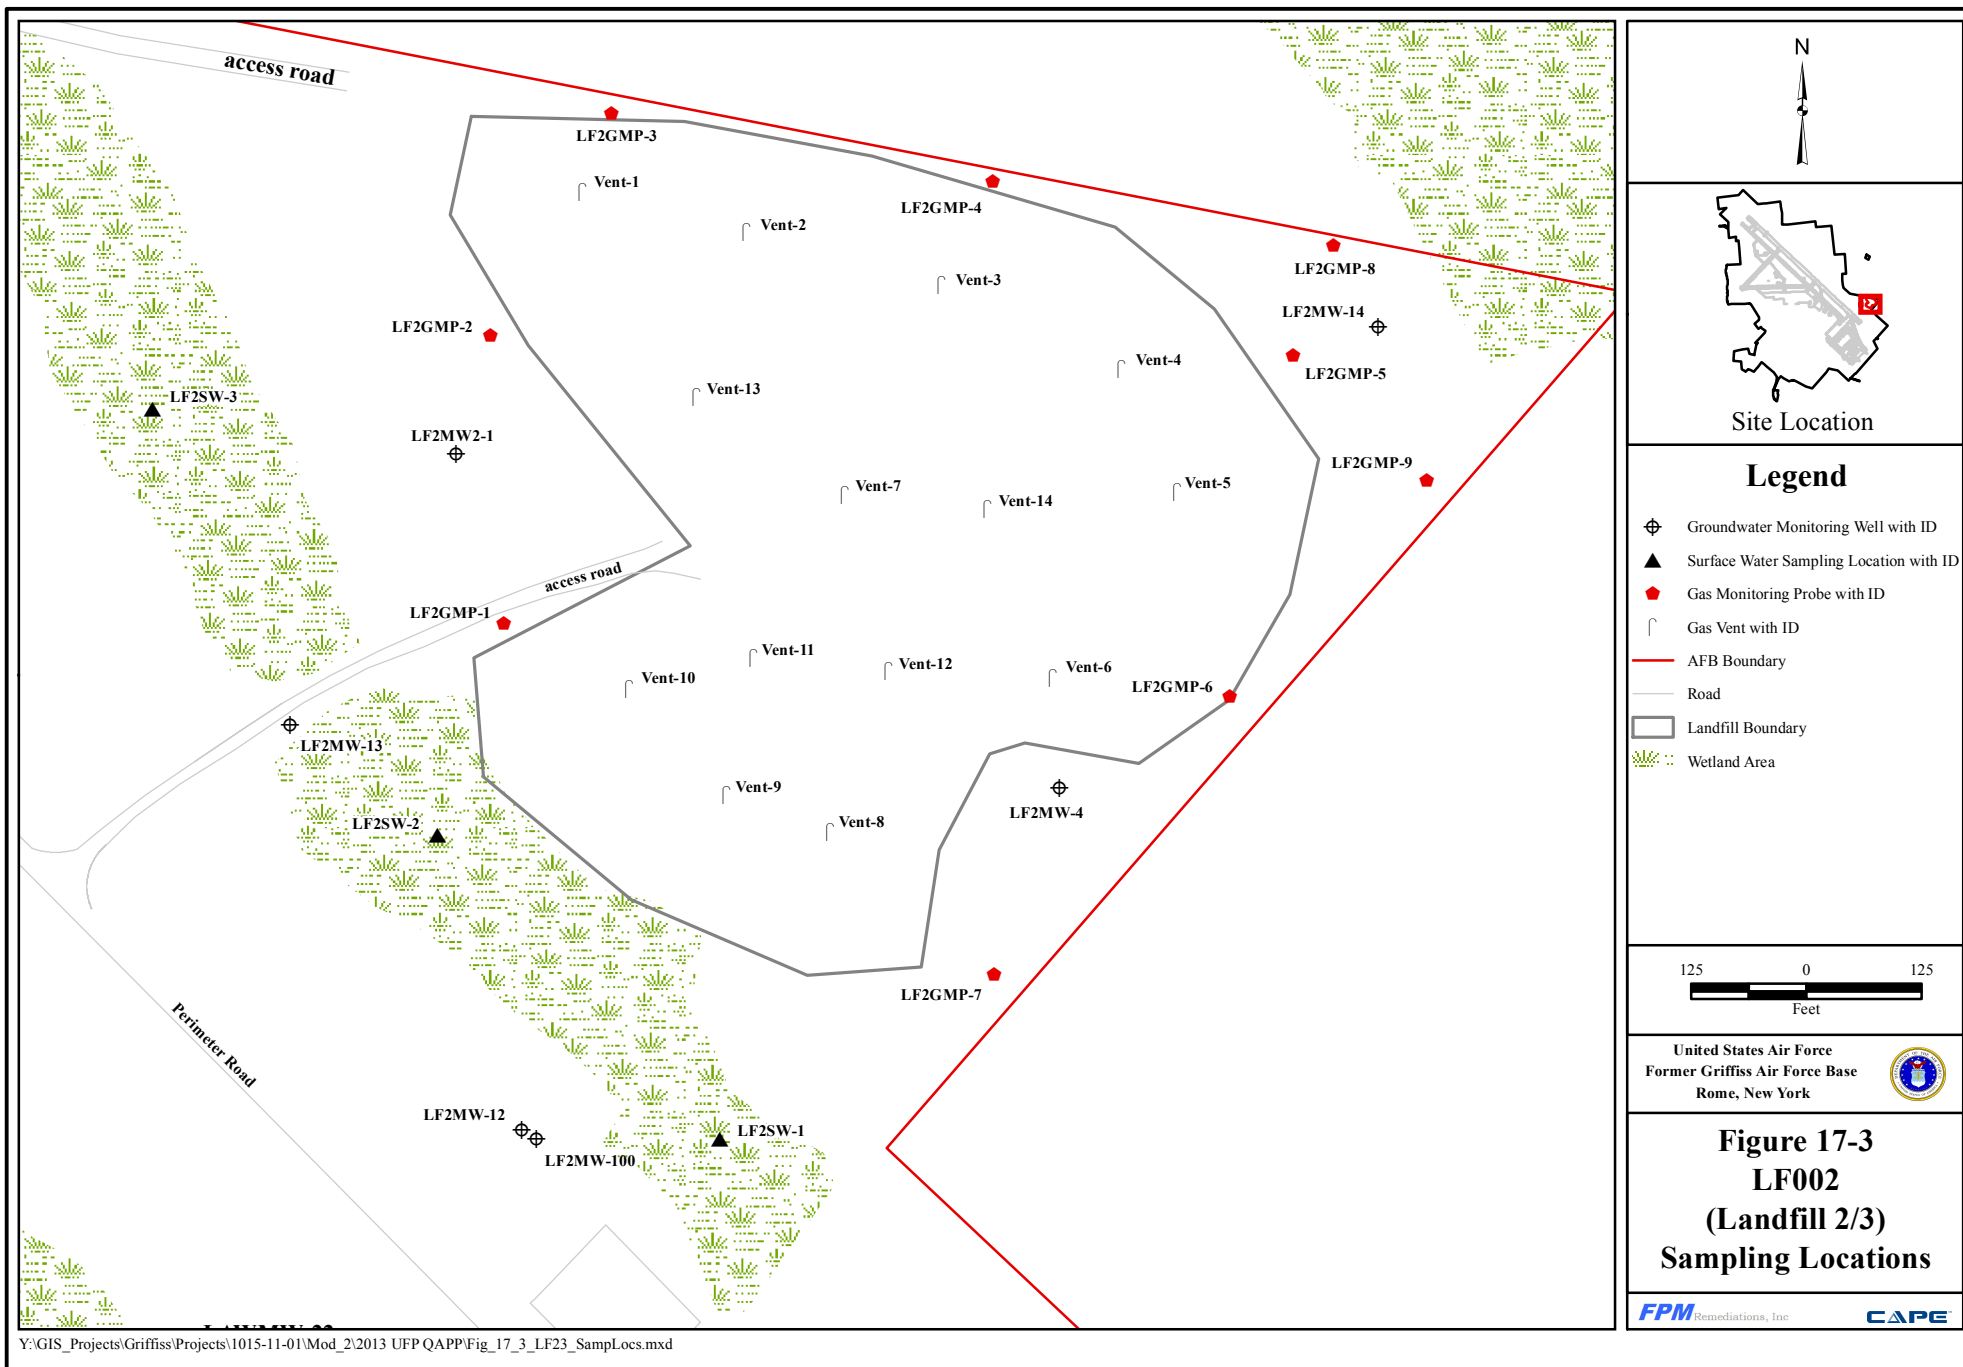 access road
LF2GMP-3
Vent-1
Vent-2
LF2GMP-4
Vent-3
LF2GMP-8
LF2MW-14
LF2GMP-2
Vent-4
LF2GMP-5
Vent-13
LF2SW-3
LF2MW2-1
LF2GMP-9
Vent-7
Vent-14
Vent-5
access road
LF2GMP-1
Vent-11
Vent-12
Vent-6
Vent-10
LF2GMP-6
LF2MW-13
Vent-9
LF2MW-4
LF2SW-2
Vent-8
LF2GMP-7
Perimeter Road
LF2MW-12
LF2SW-1
LF2MW-100
N
Site Location
Legend
Groundwater Monitoring Well with ID
Surface Water Sampling Location with ID
Gas Monitoring Probe with ID
Gas Vent with ID
AFB Boundary
Road
Landfill Boundary
Wetland Area
125 0 125
Feet
United States Air Force
Former Griffiss Air Force Base
Rome, New York
Figure 17-3
LF002
(Landfill 2/3)
Sampling Locations
FPM Remediations, Inc
CAPE
Y:\GIS_Projects\Griffiss\Projects\1015-11-01\Mod_2\2013 UFP QAPP\Fig_17_3_LF23_SampLocs.mxd